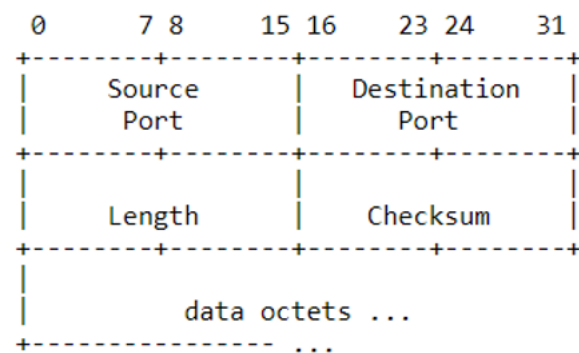 0      7 8     15 16    23 24    31
+--------+--------+--------+--------+
|     Source      |   Destination   |
|      Port       |      Port       |
+--------+--------+--------+--------+
|                 |                 |
|     Length      |    Checksum     |
+--------+--------+--------+--------+
|
|          data octets ...
+---------------- ...